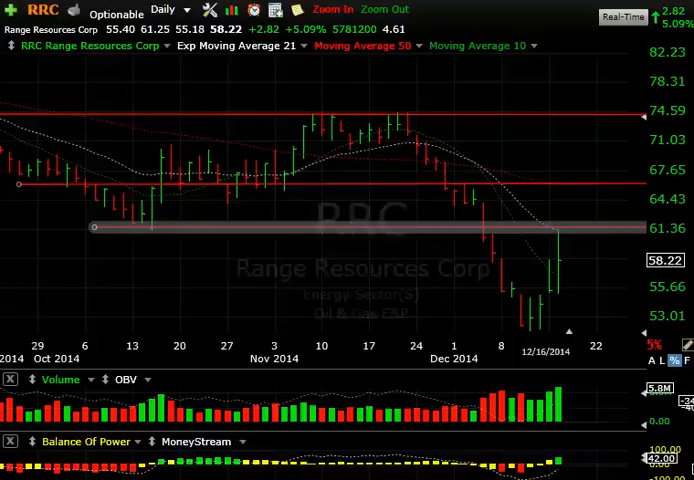 RRC Optionable Daily Zoom In Zoom Out
Real-Time 2.82 5.09%
Range Resources Corp 55.40 61.25 55.18 58.22 +2.82 +5.09% 5781200 4.61
RRC Range Resources Corp Exp Moving Average 21 Moving Average 50 Moving Average 10
82.23
78.31
74.59
71.03
67.65
64.43
61.36
58.22
55.66
53.01
RRC
Range Resources Corp
Energy Sector(S)
Oil & Gas E&P
29 6 13 20 27 3 10 17 24 1 8 12/16/2014 22 5%
2014 Oct 2014 Nov 2014 Dec 2014 A L % F
X Volume OBV
5.8M
0.00
X Balance Of Power MoneyStream
100.00
42.00
-100.00